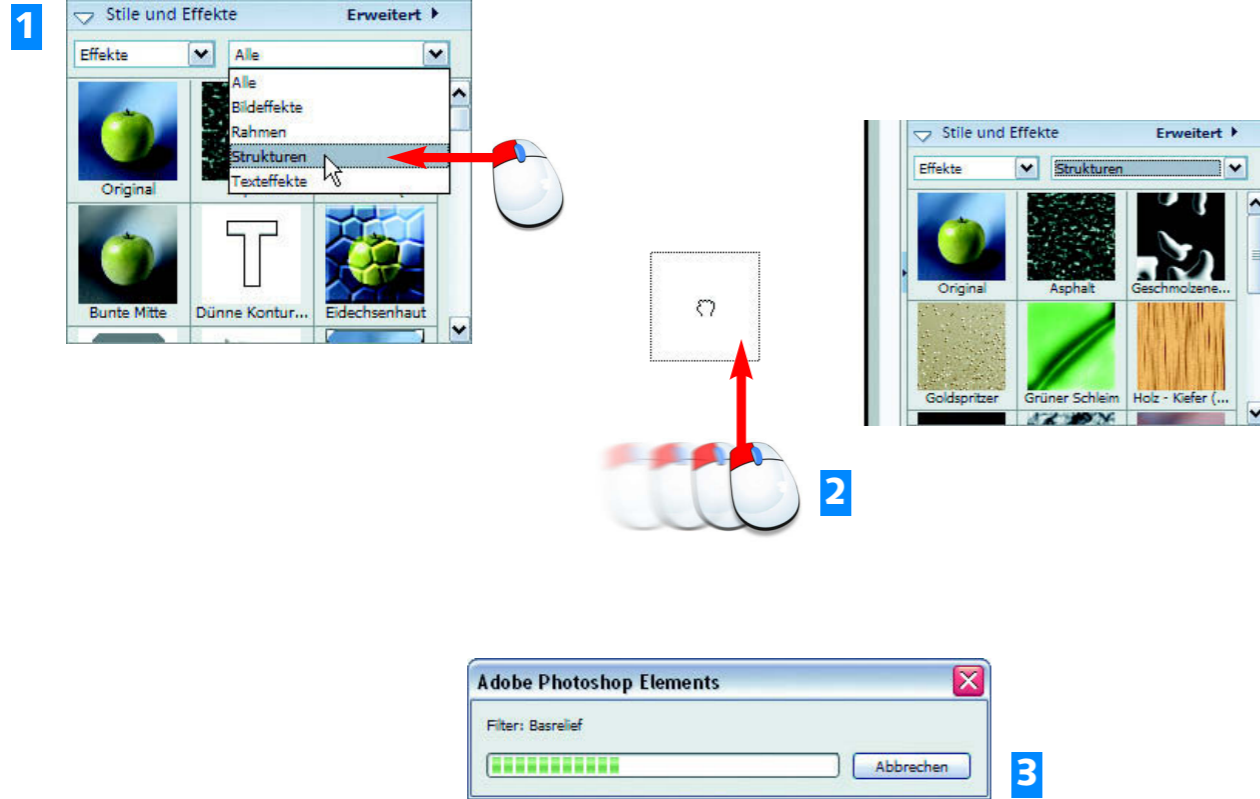 1
Stile und Effekte Erweitert
Effekte Alle
Alle
Bildeffekte
Rahmen
Strukturen
Texteffekte
Original
Bunte Mitte Dünne Kontur... Eidechsenhaut
Stile und Effekte Erweitert
Effekte Strukturen
Original Asphalt Geschmolzene...
Goldspritzer Grüner Schleim Holz - Kiefer (...
2
Adobe Photoshop Elements
Filter: Basrelief
Abbrechen
3